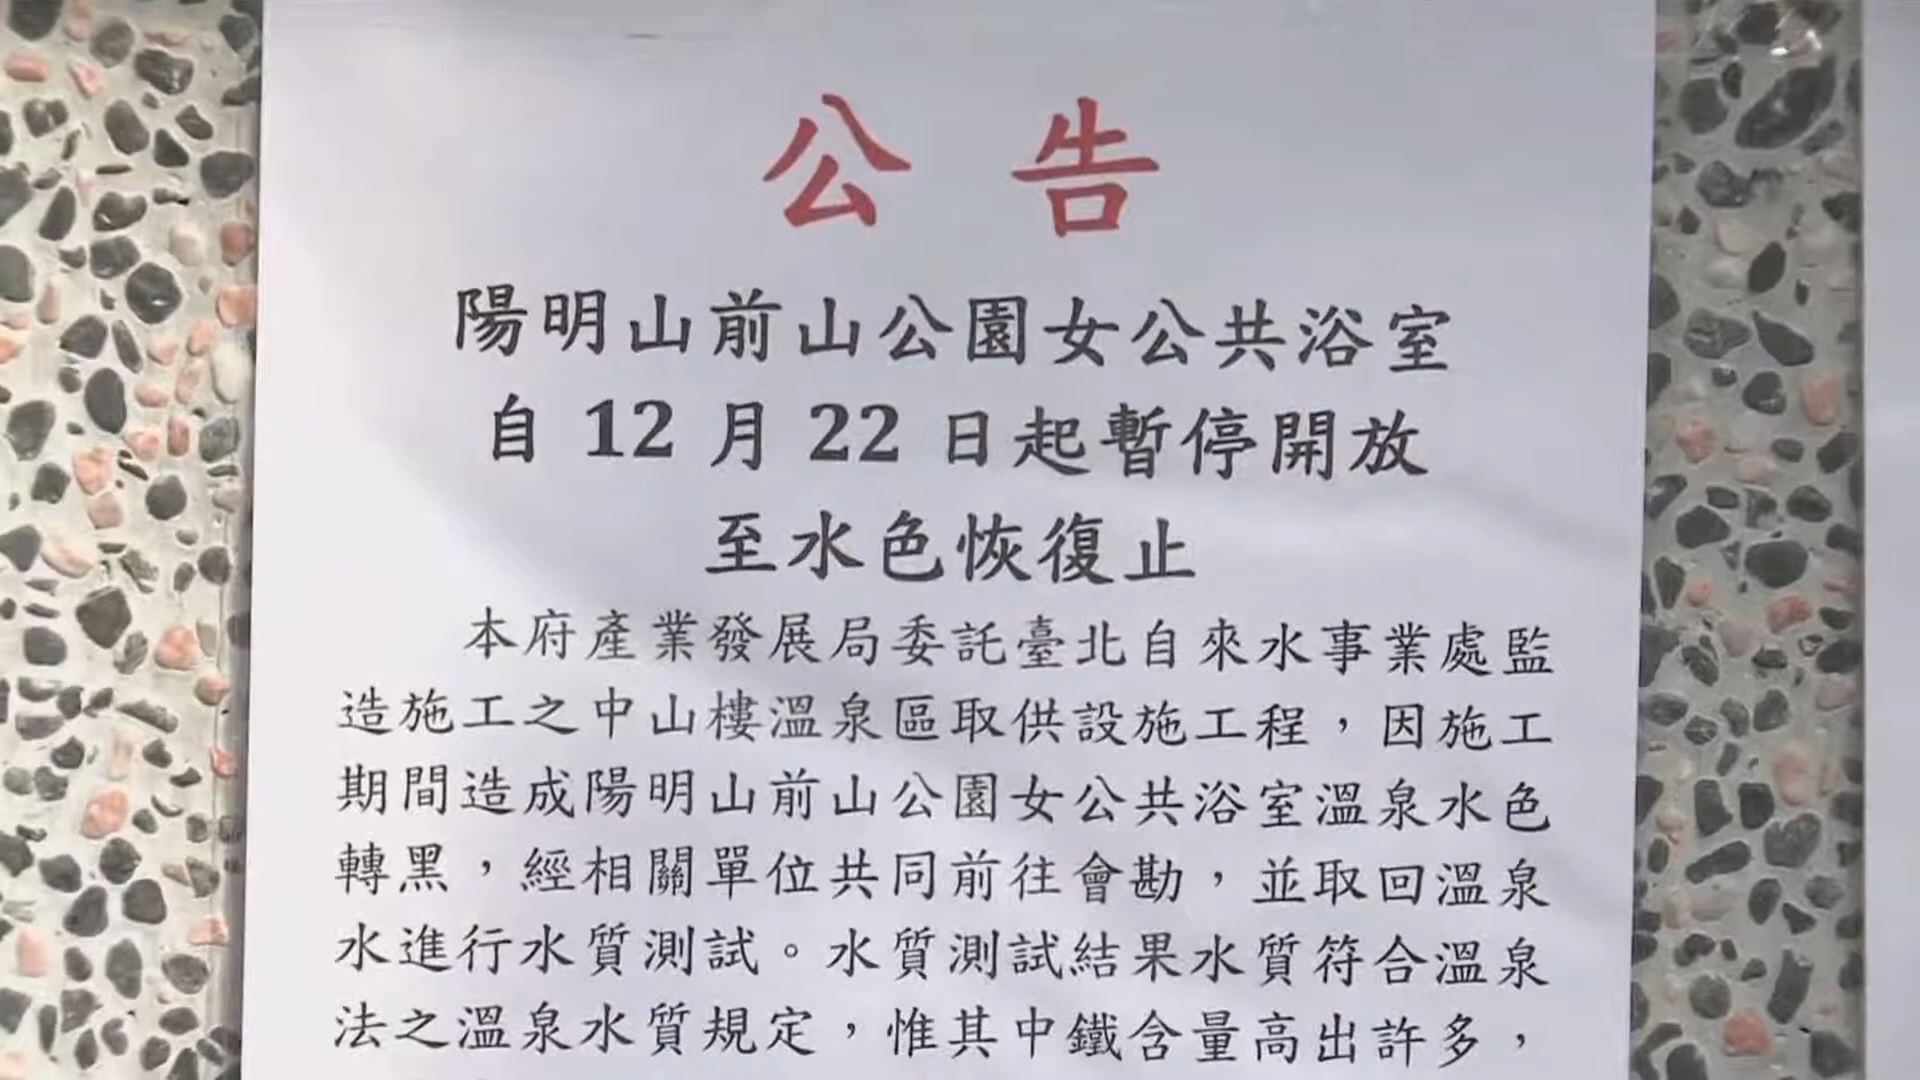 公告
陽明山前山公園女公共浴室
自 12 月 22 日起暫停開放
至水色恢復止
本府產業發展局委託臺北自來水事業處監
造施工之中山樓溫泉區取供設施工程，因施工
期間造成陽明山前山公園女公共浴室溫泉水色
轉黑，經相關單位共同前往會勘，並取回溫泉
水進行水質測試。水質測試結果水質符合溫泉
法之溫泉水質規定，惟其中鐵含量高出許多，